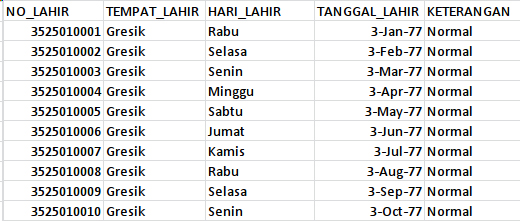 NO_LAHIR TEMPAT_LAHIR HARI_LAHIR TANGGAL_LAHIR KETERANGAN
3525010001 Gresik Rabu 3-Jan-77 Normal
3525010002 Gresik Selasa 3-Feb-77 Normal
3525010003 Gresik Senin 3-Mar-77 Normal
3525010004 Gresik Minggu 3-Apr-77 Normal
3525010005 Gresik Sabtu 3-May-77 Normal
3525010006 Gresik Jumat 3-Jun-77 Normal
3525010007 Gresik Kamis 3-Jul-77 Normal
3525010008 Gresik Rabu 3-Aug-77 Normal
3525010009 Gresik Selasa 3-Sep-77 Normal
3525010010 Gresik Senin 3-Oct-77 Normal